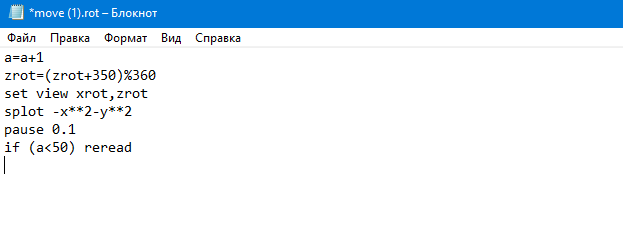 *move (1).rot – Блокнот
Файл Правка Формат Вид Справка
a=a+1
zrot=(zrot+350)%360
set view xrot,zrot
splot -x**2-y**2
pause 0.1
if (a<50) reread